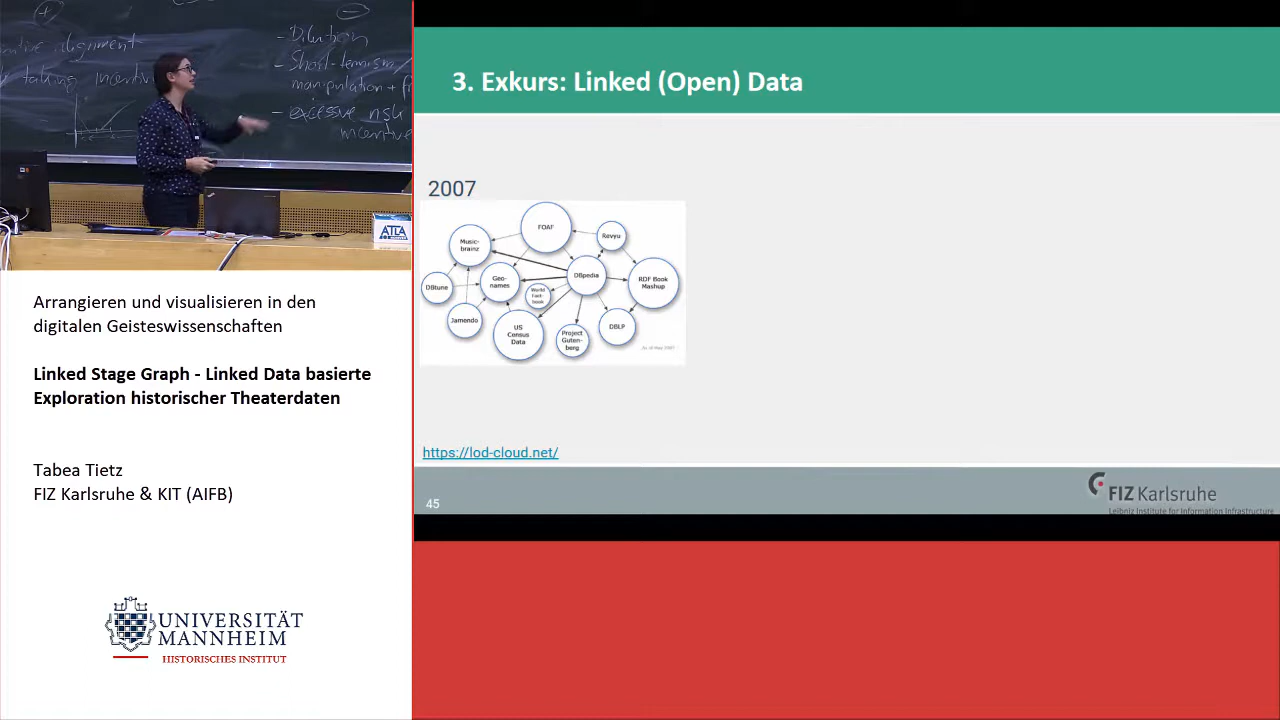 alignment
taking incentive
- Dilution
- Short-termism
manipulation +
- excessive risk
incentive
ATLA
Arrangieren und visualisieren in den
digitalen Geisteswissenschaften
Linked Stage Graph - Linked Data basierte
Exploration historischer Theaterdaten
Tabea Tietz
FIZ Karlsruhe & KIT (AIFB)
UNIVERSITÄT
MANNHEIM
HISTORISCHES INSTITUT
3. Exkurs: Linked (Open) Data
2007
FOAF
Revyu
Music-
brainz
DBpedia
RDF Book
Mashup
Geo-
names
DBtune
World
Fact-
book
Jamendo
US
Census
Data
Project
Guten-
berg
DBLP
https://lod-cloud.net/
45
FIZ Karlsruhe
Leibniz Institute for Information Infrastructure